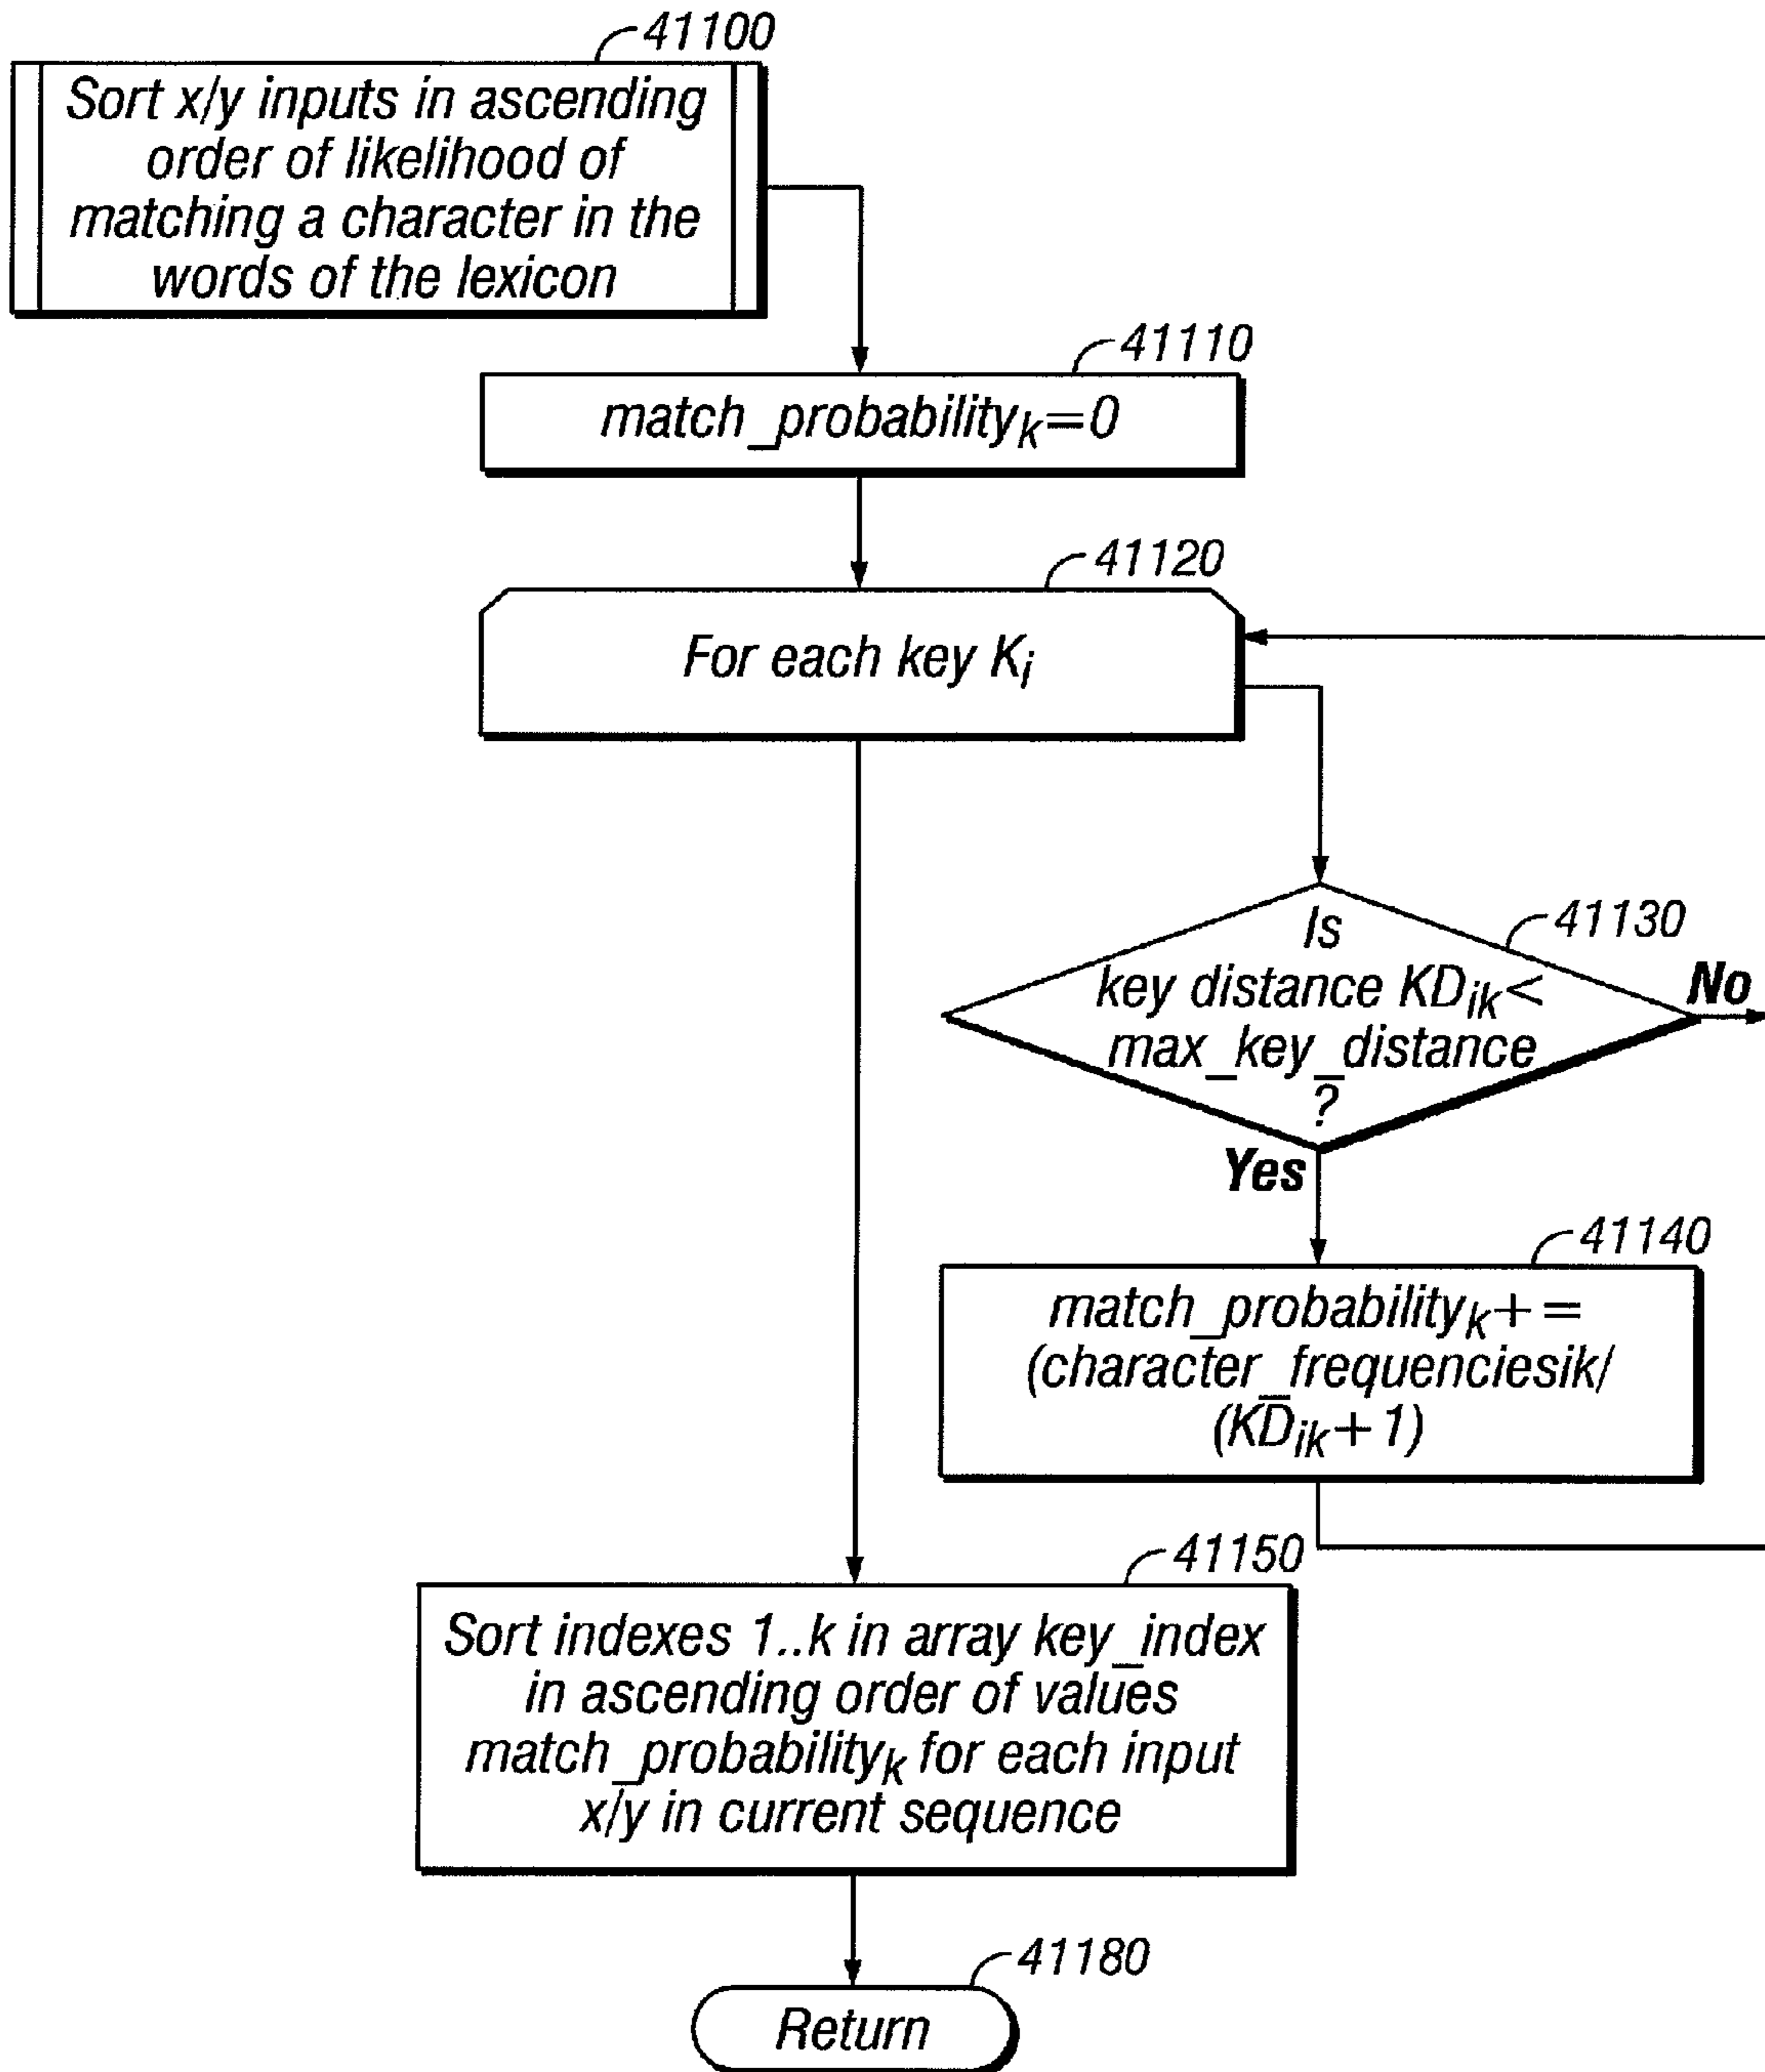 41100
Sort x/y inputs in ascending
order of likelihood of
matching a character in the
words of the lexicon
41110
match_probabilityk=0
41120
For each key Ki
41130
Is
key distance KDik<
max_key_distance
?
No
Yes
41140
match_probabilityk+=
(character_frequenciesik/
(KDik+1)
41150
Sort indexes 1..k in array key_index
in ascending order of values
match_probabilityk for each input
x/y in current sequence
41180
Return